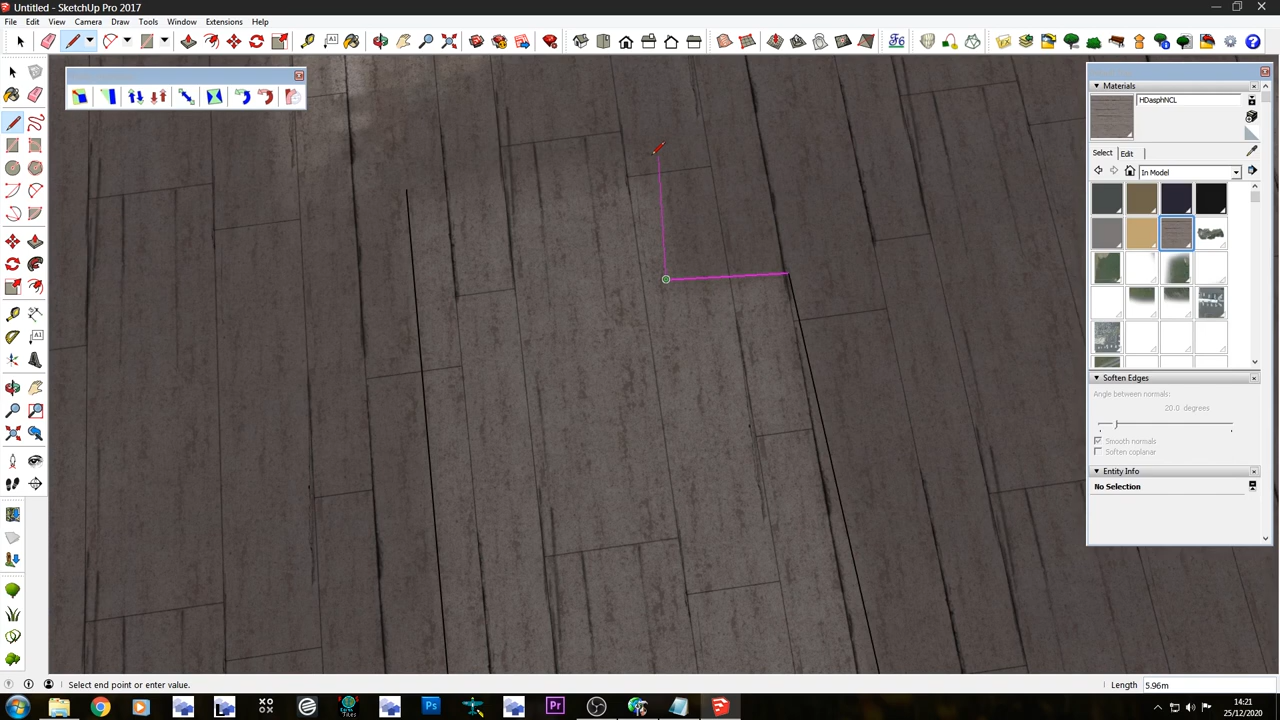 Untitled - SketchUp Pro 2017
File Edit View Camera Draw Tools Window Extensions Help
Materials
HDasphNCL
Select Edit
In Model
Soften Edges
Angle between normals:
20.0 degrees
Smooth normals
Soften coplanar
Entity Info
No Selection
Select end point or enter value.
Length 5.96m
14:21
25/12/2020